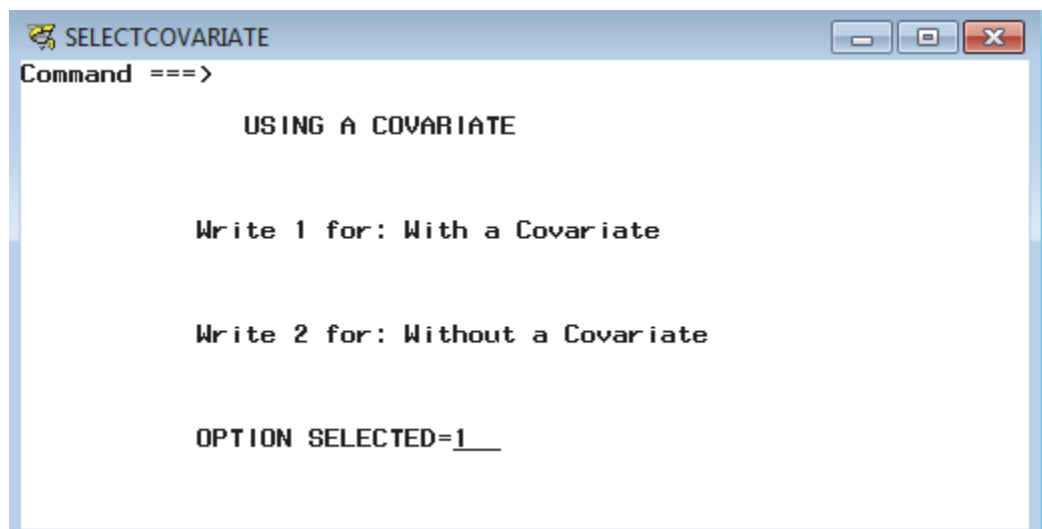 SELECTCOVARIATE
Command ===>
USING A COVARIATE
Write 1 for: With a Covariate
Write 2 for: Without a Covariate
OPTION SELECTED=1